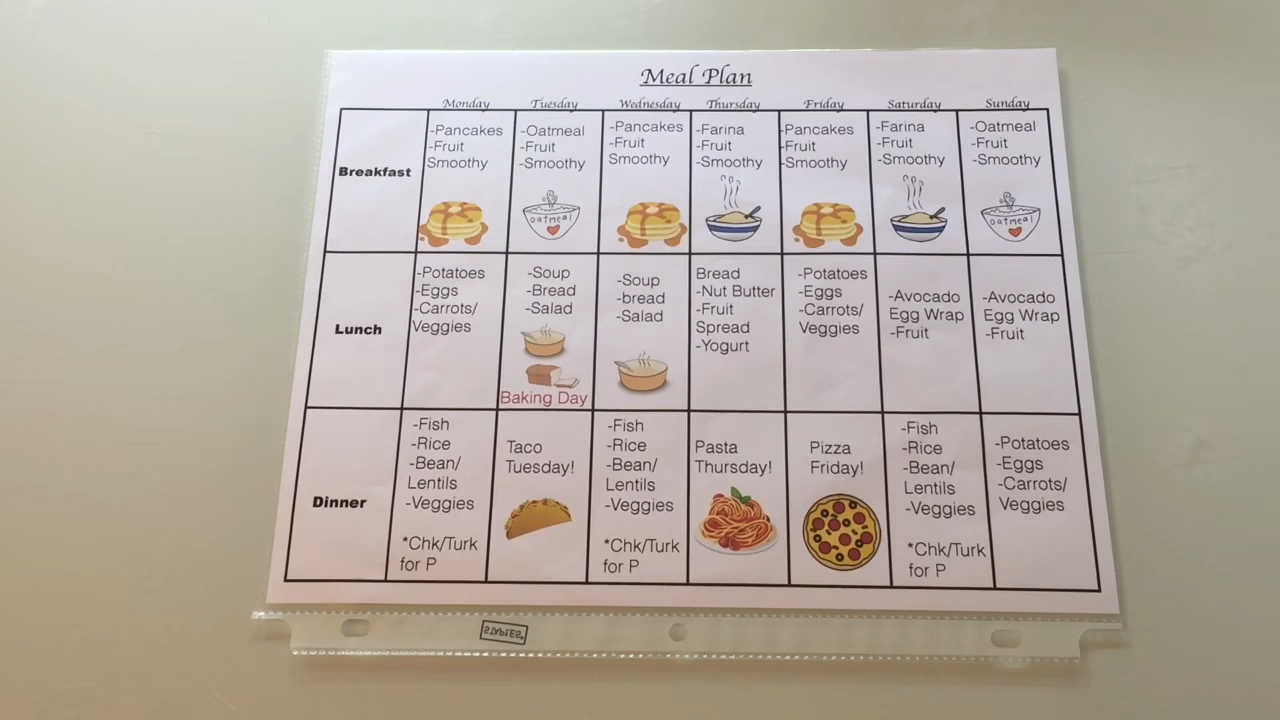 Meal Plan
Monday Tuesday Wednesday Thursday Friday Saturday Sunday
Breakfast
-Pancakes
-Fruit
Smoothy
-Oatmeal
-Fruit
-Smoothy
oatmeal
-Pancakes
-Fruit
Smoothy
-Farina
-Fruit
-Smoothy
-Pancakes
-Fruit
-Smoothy
-Farina
-Fruit
-Smoothy
-Oatmeal
-Fruit
-Smoothy
oatmeal
Lunch
-Potatoes
-Eggs
-Carrots/
Veggies
-Soup
-Bread
-Salad
Baking Day
-Soup
-bread
-Salad
Bread
-Nut Butter
-Fruit
Spread
-Yogurt
-Potatoes
-Eggs
-Carrots/
Veggies
-Avocado
Egg Wrap
-Fruit
-Avocado
Egg Wrap
-Fruit
Dinner
-Fish
-Rice
-Bean/
Lentils
-Veggies
*Chk/Turk
for P
Taco
Tuesday!
-Fish
-Rice
-Bean/
Lentils
-Veggies
*Chk/Turk
for P
Pasta
Thursday!
Pizza
Friday!
-Fish
-Rice
-Bean/
Lentils
-Veggies
*Chk/Turk
for P
-Potatoes
-Eggs
-Carrots/
Veggies
STAPLES